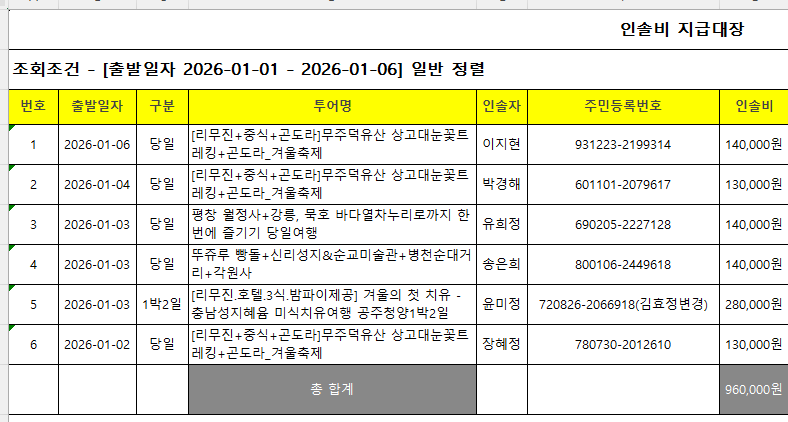 인솔비 지급대장
조회조건 - [출발일자 2026-01-01 - 2026-01-06] 일반 정렬
번호 출발일자 구분 투어명 인솔자 주민등록번호 인솔비
1 2026-01-06 당일 [리무진+중식+곤도라]무주덕유산 상고대눈꽃트
레킹+곤도라_겨울축제 이지현 931223-2199314 140,000원
2 2026-01-04 당일 [리무진+중식+곤도라]무주덕유산 상고대눈꽃트
레킹+곤도라_겨울축제 박경해 601101-2079617 130,000원
3 2026-01-03 당일 평창 월정사+강릉, 묵호 바다열차누리로까지 한
번에 즐기기 당일여행 유희정 690205-2227128 140,000원
4 2026-01-03 당일 뚜쥬루 빵돌+신리성지&순교미술관+병천순대거
리+각원사 송은희 800106-2449618 140,000원
5 2026-01-03 1박2일 [리무진.호텔.3식.밤파이제공] 겨울의 첫 치유 -
충남성지혜윰 미식치유여행 공주청양1박2일 윤미정 720826-2066918(김효정변경) 280,000원
6 2026-01-02 당일 [리무진+중식+곤도라]무주덕유산 상고대눈꽃트
레킹+곤도라_겨울축제 장혜정 780730-2012610 130,000원
총 합계 960,000원